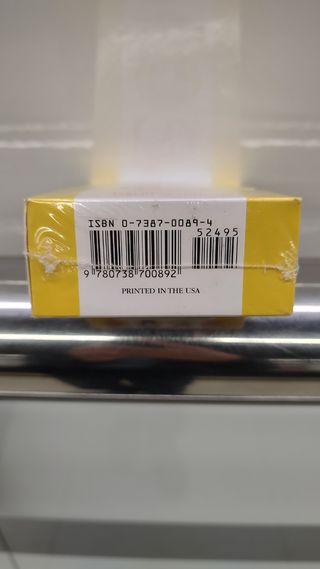 ISBN 0-7387-0089-4
52495
9 780738 700892
PRINTED IN THE USA